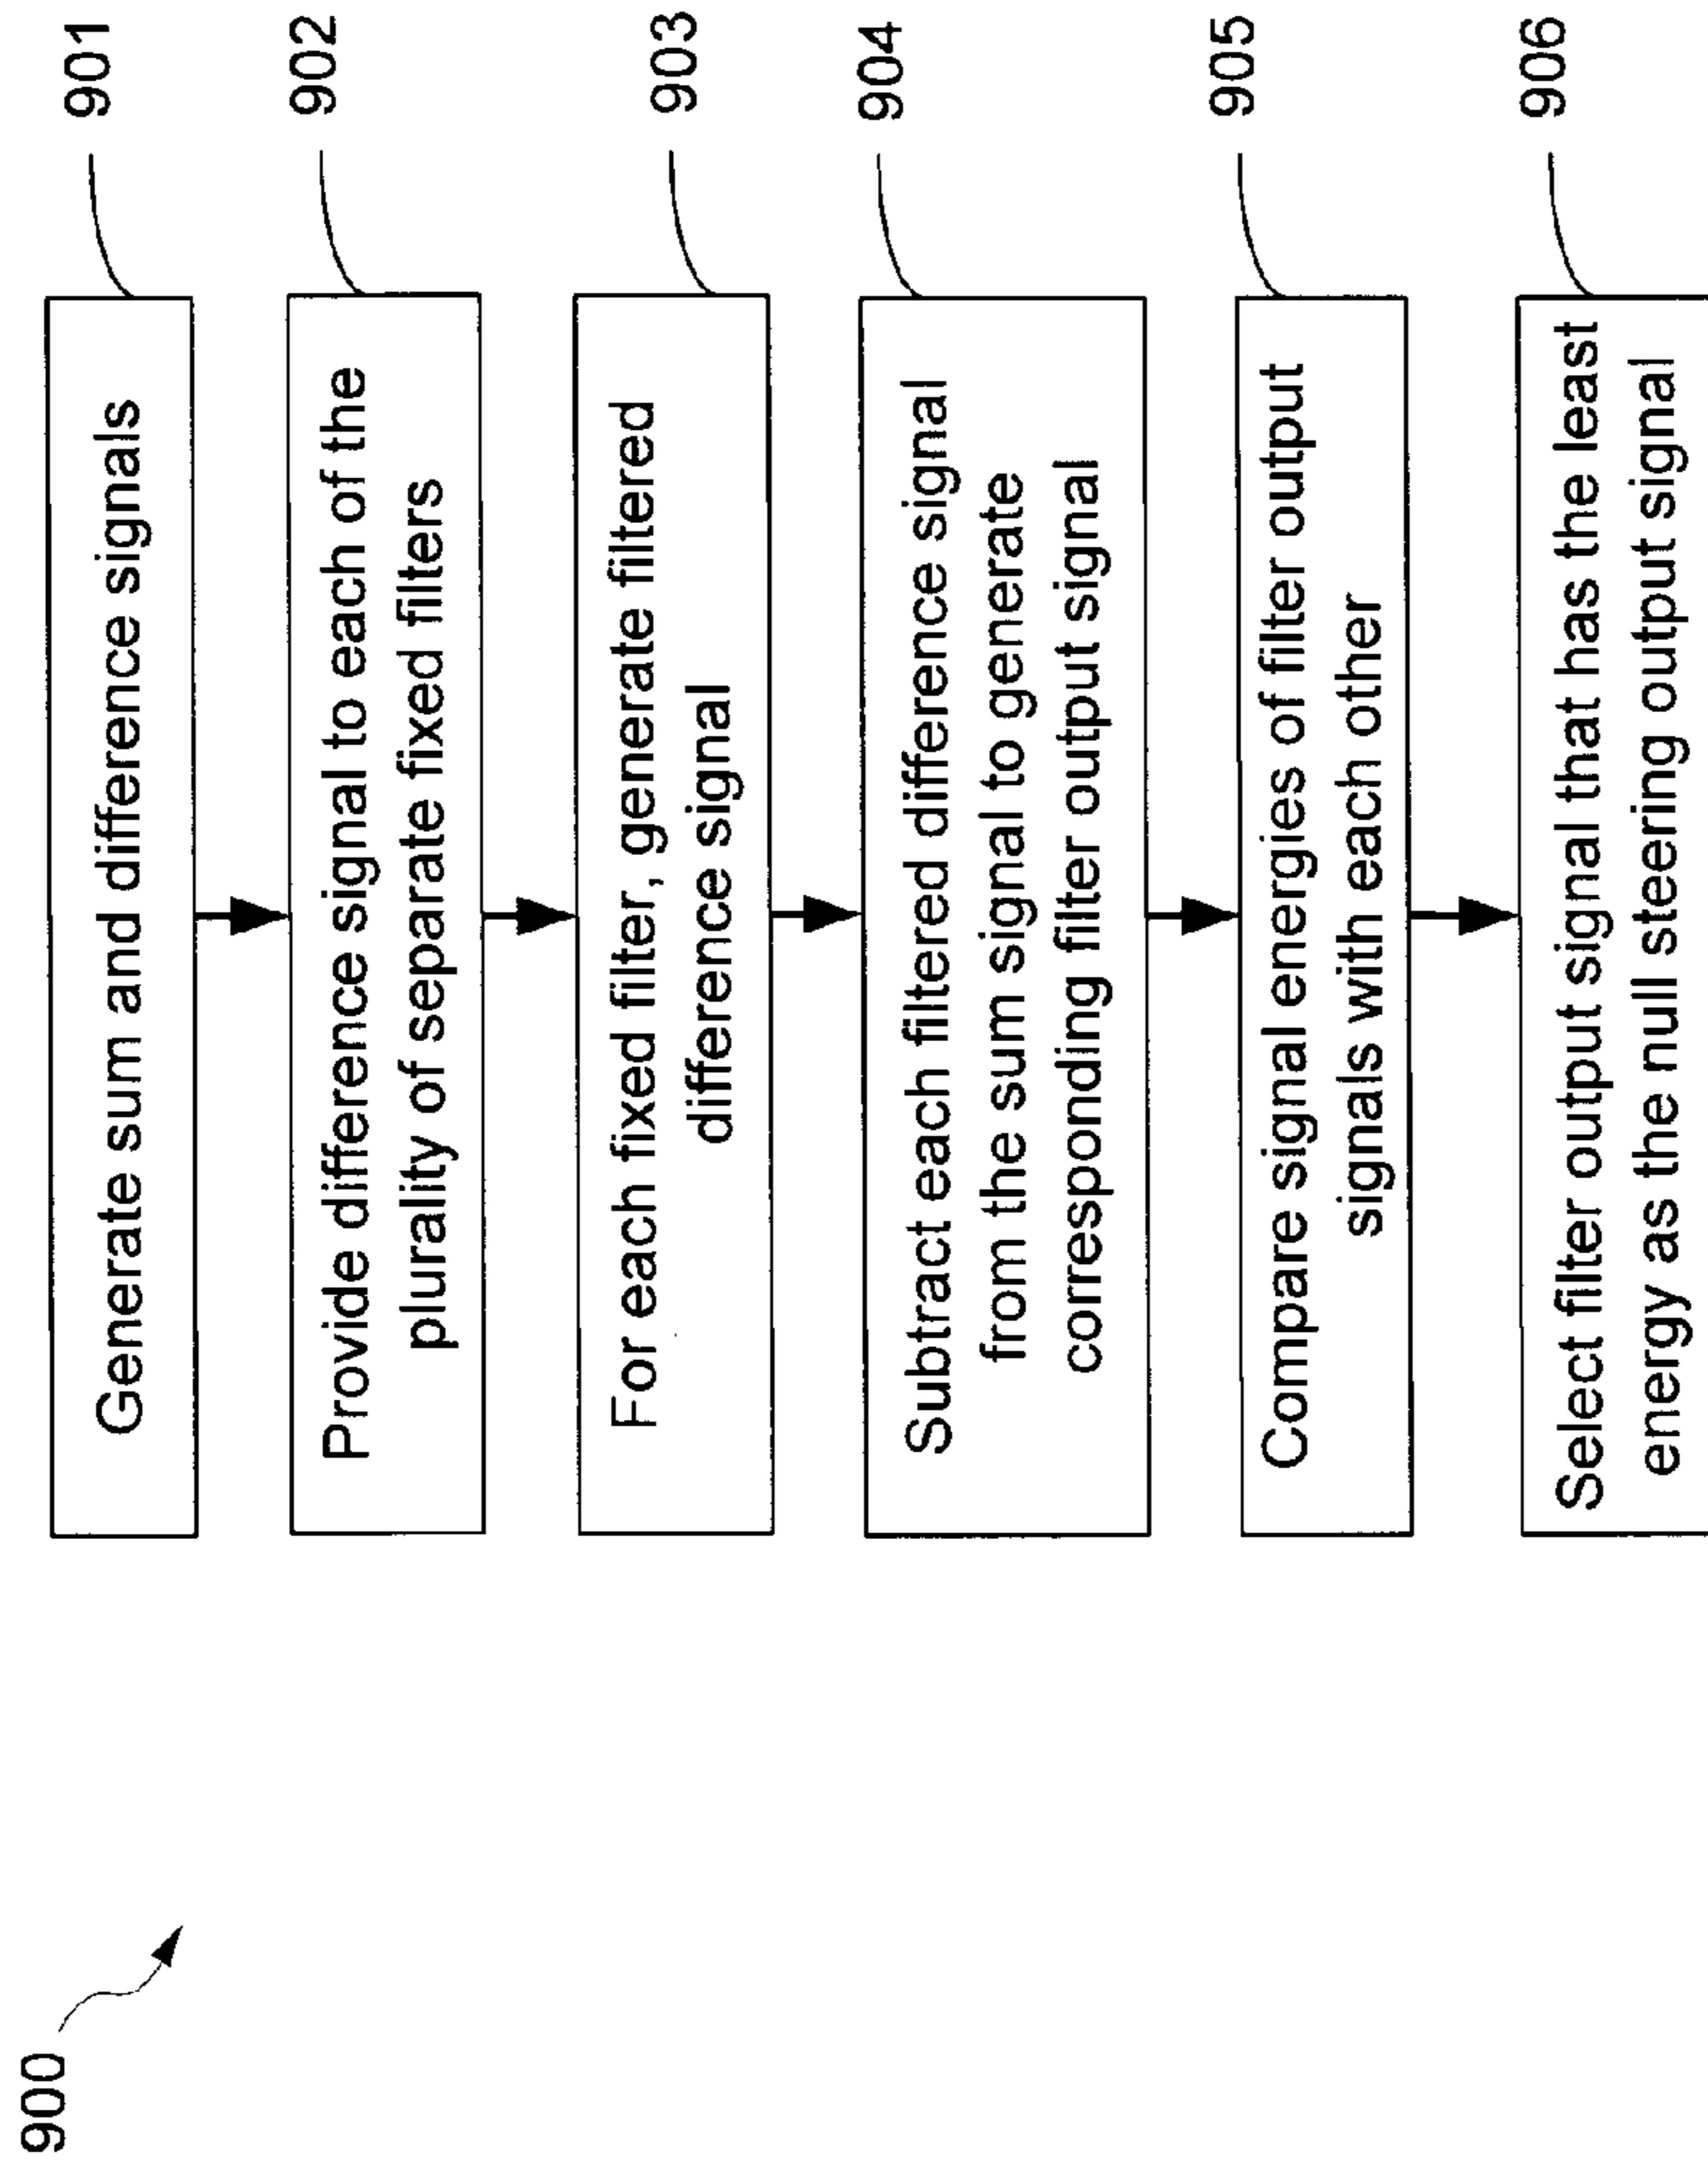 900
Generate sum and difference signals
901
Provide difference signal to each of the
plurality of separate fixed filters
902
For each fixed filter, generate filtered
difference signal
903
Subtract each filtered difference signal
from the sum signal to generate
corresponding filter output signal
904
Compare signal energies of filter output
signals with each other
905
Select filter output signal that has the least
energy as the null steering output signal
906